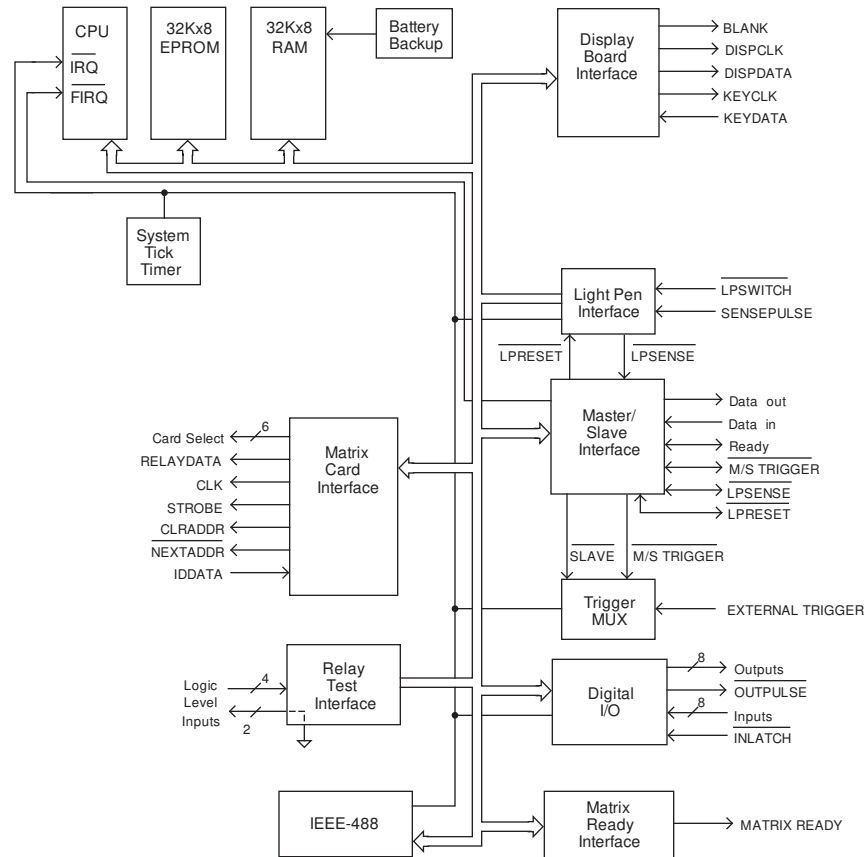 CPU
IRQ
FIRQ
32Kx8
EPROM
32Kx8
RAM
Battery
Backup
Display
Board
Interface
BLANK
DISPCLK
DISPDATA
KEYCLK
KEYDATA
System
Tick
Timer
Light Pen
Interface
LPSWITCH
SENSEPULSE
LPRESET
LPSENSE
Master/
Slave
Interface
Data out
Data in
Ready
M/S TRIGGER
LPSENSE
LPRESET
Card Select
6
RELAYDATA
CLK
STROBE
CLRADDR
NEXTADDR
IDDATA
Matrix
Card
Interface
SLAVE
M/S TRIGGER
Trigger
MUX
EXTERNAL TRIGGER
Logic
Level
Inputs
4
2
Relay
Test
Interface
Digital
I/O
8
Outputs
OUTPULSE
8
Inputs
INLATCH
IEEE-488
Matrix
Ready
Interface
MATRIX READY